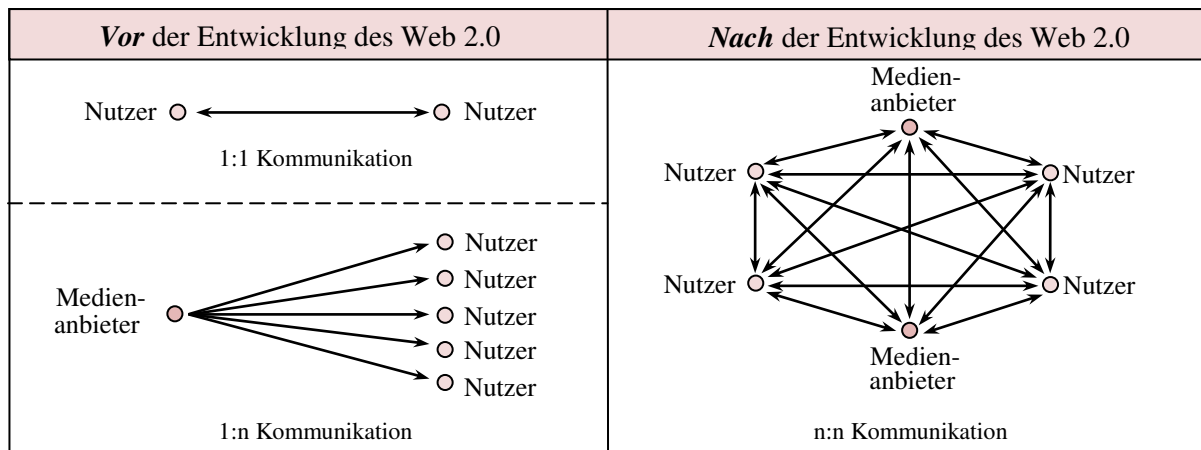 Vor der Entwicklung des Web 2.0
Nutzer
Nutzer
1:1 Kommunikation
Medien-
anbieter
Nutzer
Nutzer
Nutzer
Nutzer
Nutzer
1:n Kommunikation
Nach der Entwicklung des Web 2.0
Medien-
anbieter
Nutzer
Nutzer
Nutzer
Nutzer
Medien-
anbieter
n:n Kommunikation